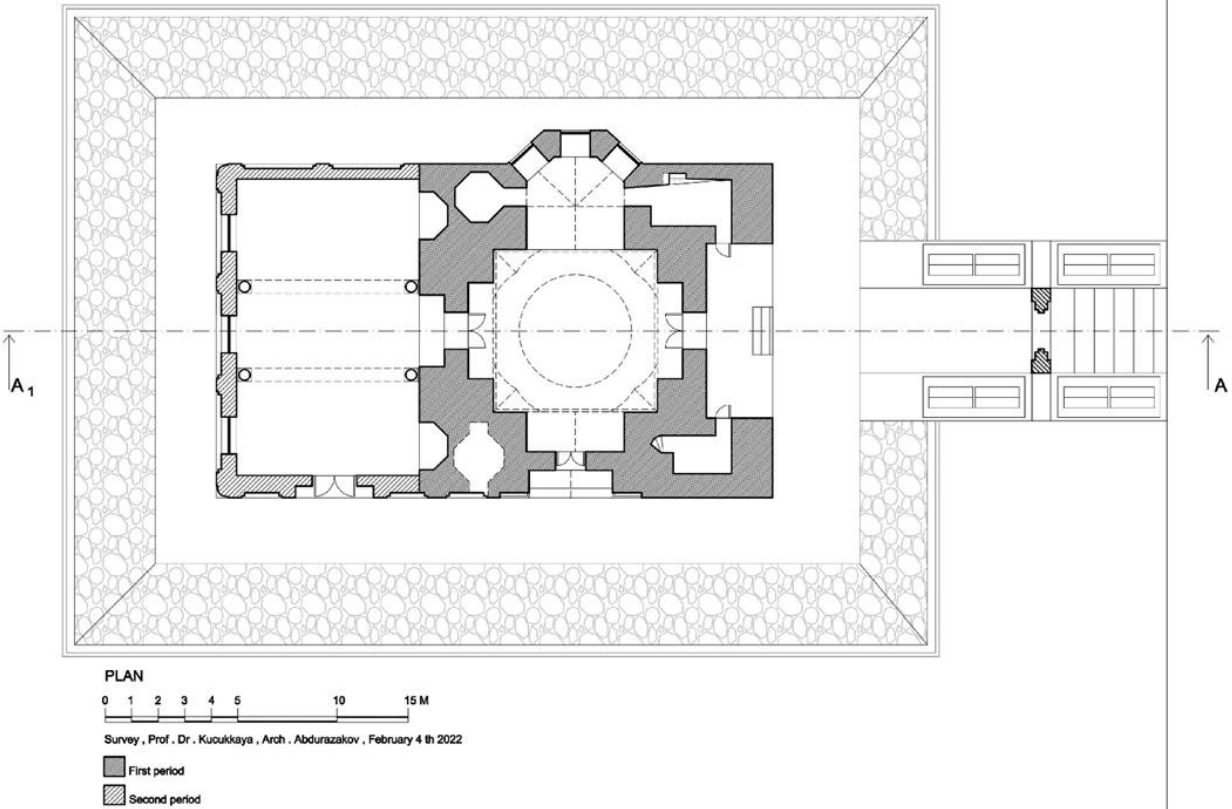 A 1
A
PLAN
0 1 2 3 4 5 10 15 M
Survey , Prof . Dr . Kucukkaya , Arch . Abdurazakov , February 4 th 2022
First period
Second period